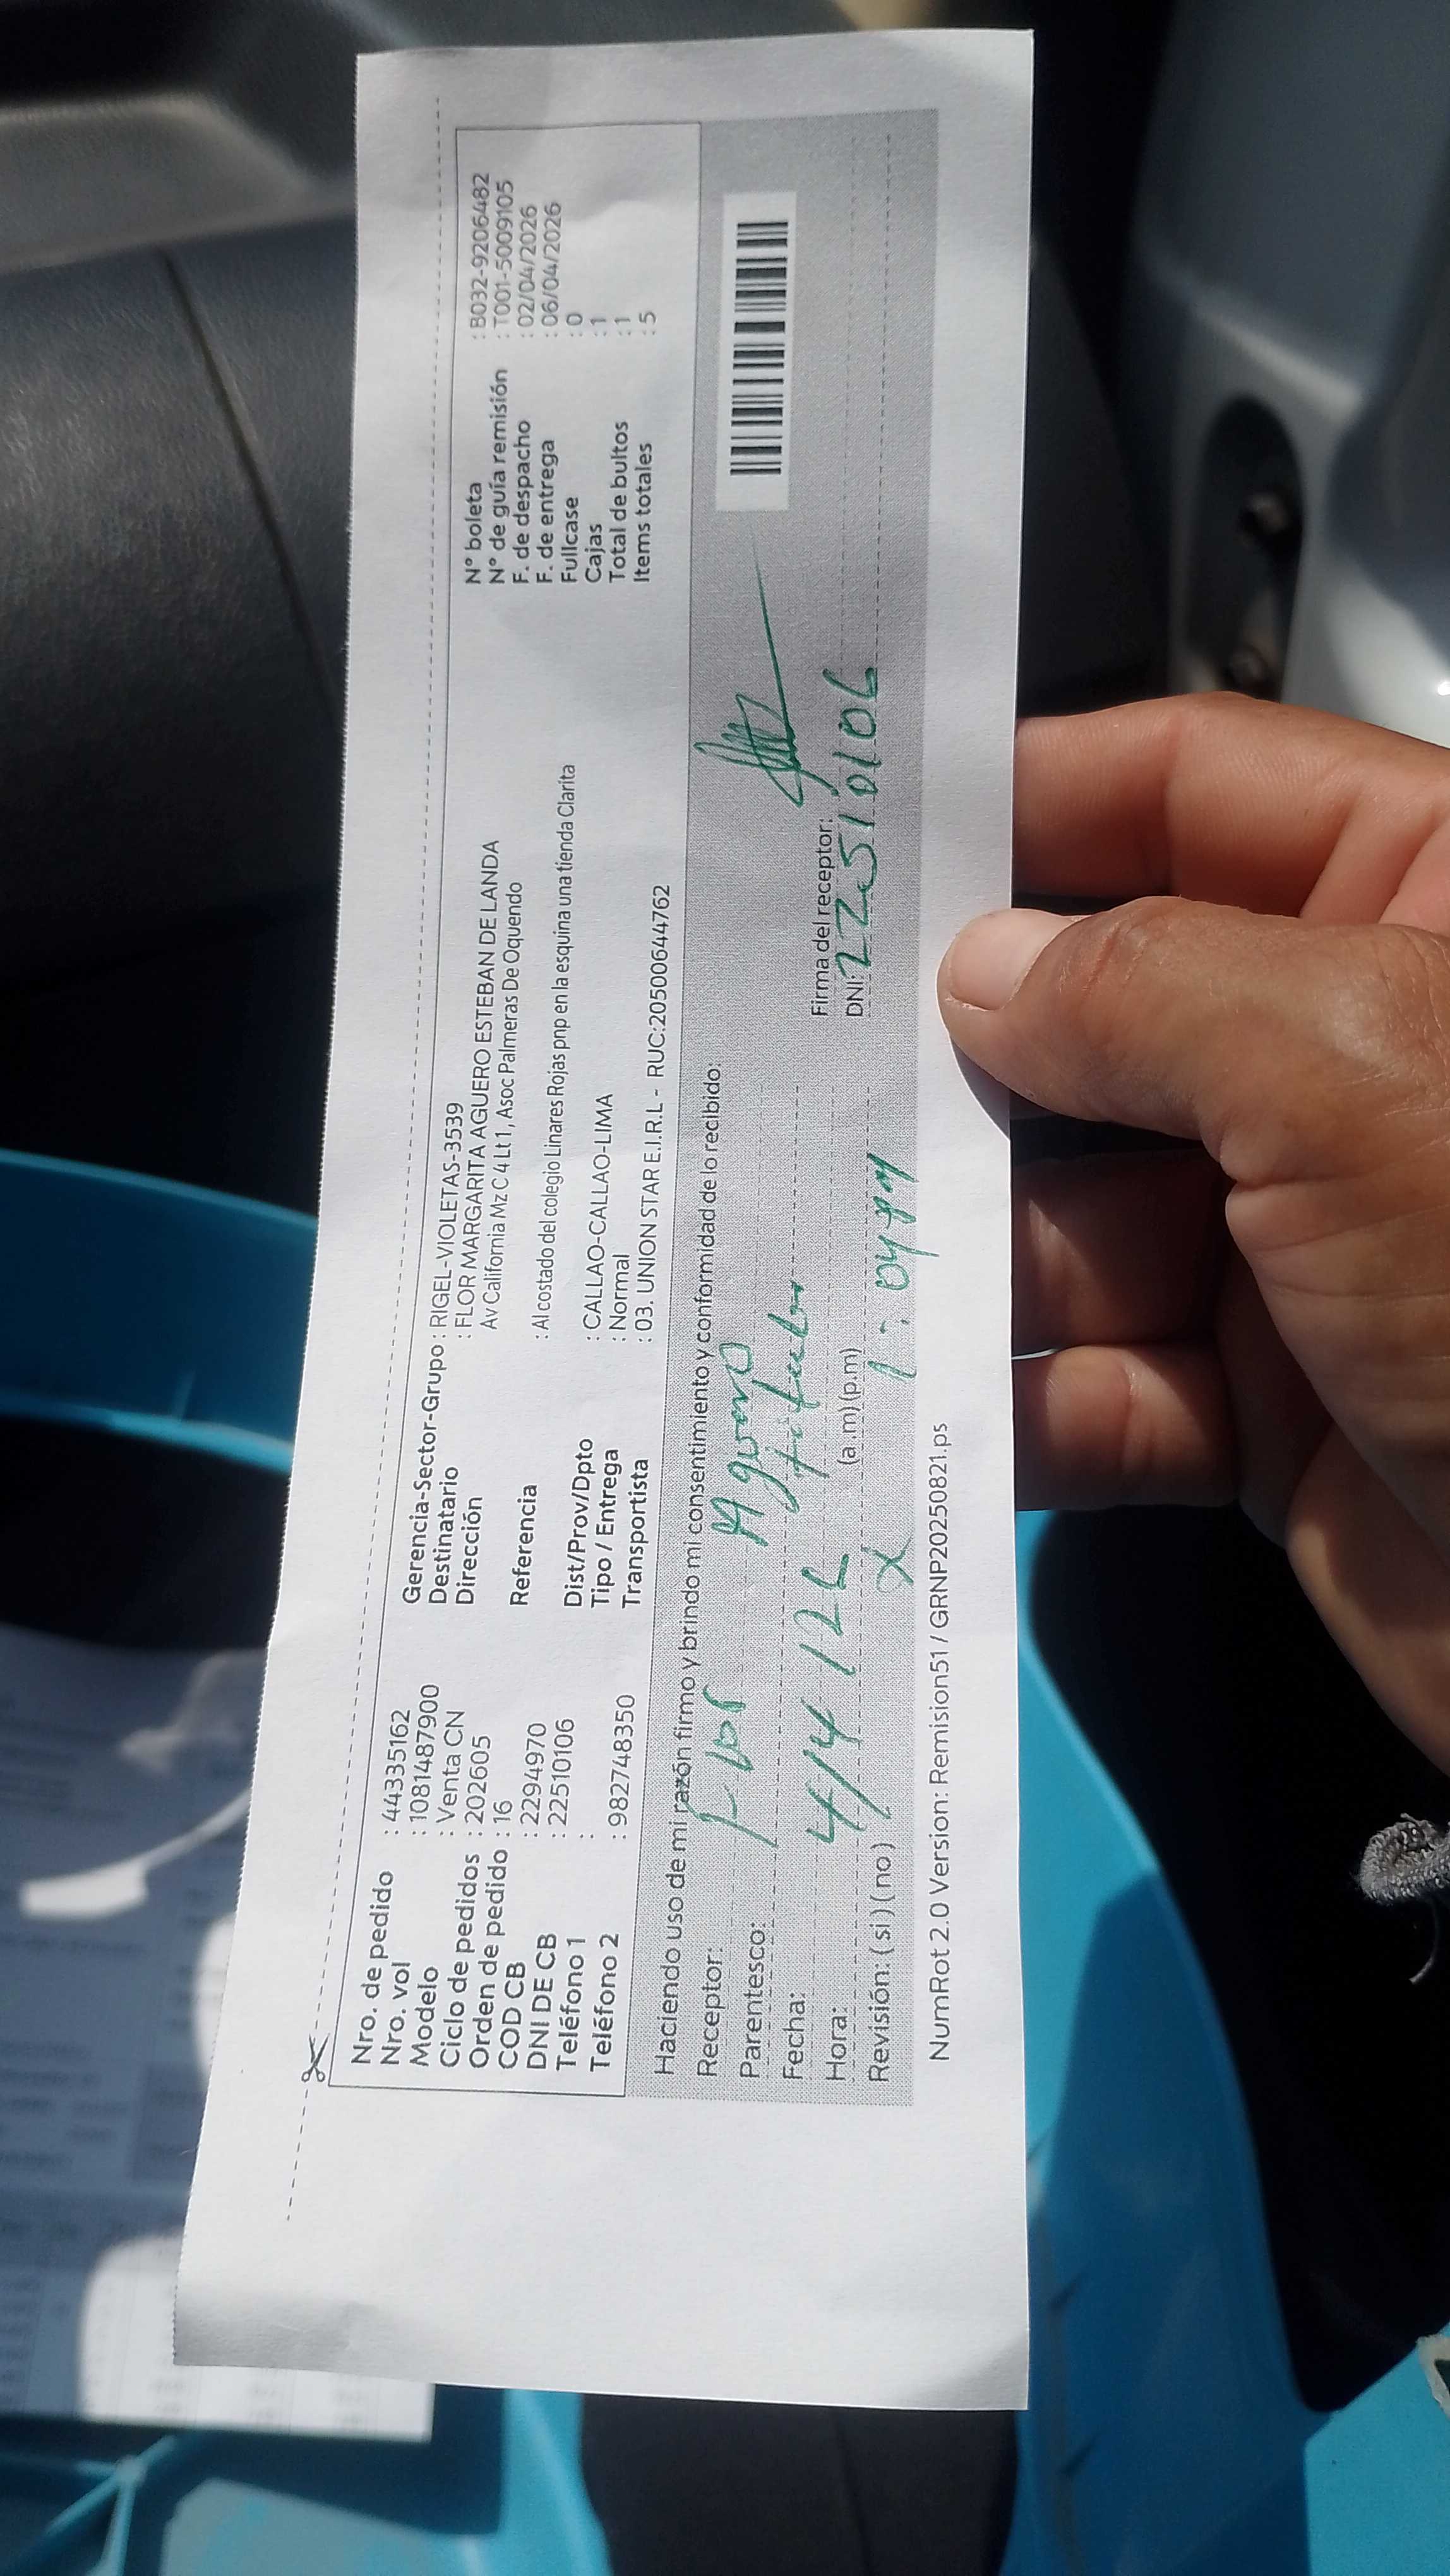 Nro. de pedido : 44335162
Nro. vol : 1081487900
Modelo : Venta CN
Ciclo de pedidos : 202605
Orden de pedido : 16
COD CB : 2294970
DNI DE CB : 22510106
Teléfono 1 :
Teléfono 2 : 982748350
Gerencia-Sector-Grupo : RIGEL-VIOLETAS-3539
Destinatario : FLOR MARGARITA AGUERO ESTEBAN DE LANDA
Dirección Av California Mz C 4 Lt 1, Asoc Palmeras De Oquendo
Referencia : Al costado del colegio Linares Rojas pnp en la esquina una tienda Clarita
Dist/Prov/Dpto : CALLAO-CALLAO-LIMA
Tipo / Entrega : Normal
Transportista : 03. UNION STAR E.I.R.L - RUC:20500644762
N° boleta : B032-9206482
N° de guía remisión : T001-5009105
F. de despacho : 02/04/2026
F. de entrega : 06/04/2026
Fullcase : 0
Cajas : 1
Total de bultos : 1
Items totales : 5
Haciendo uso de mi razón firmo y brindo mi consentimiento y conformidad de lo recibido:
Receptor: Flor Aguero
Parentesco:
Fecha: 4/4/26
Hora: (a.m) (p.m)
Revisión: (si) (no) X 1:04 pm
Firma del receptor:
DNI: 22510106
NumRot 2.0 Version: Remision51 / GRNP20250821.ps